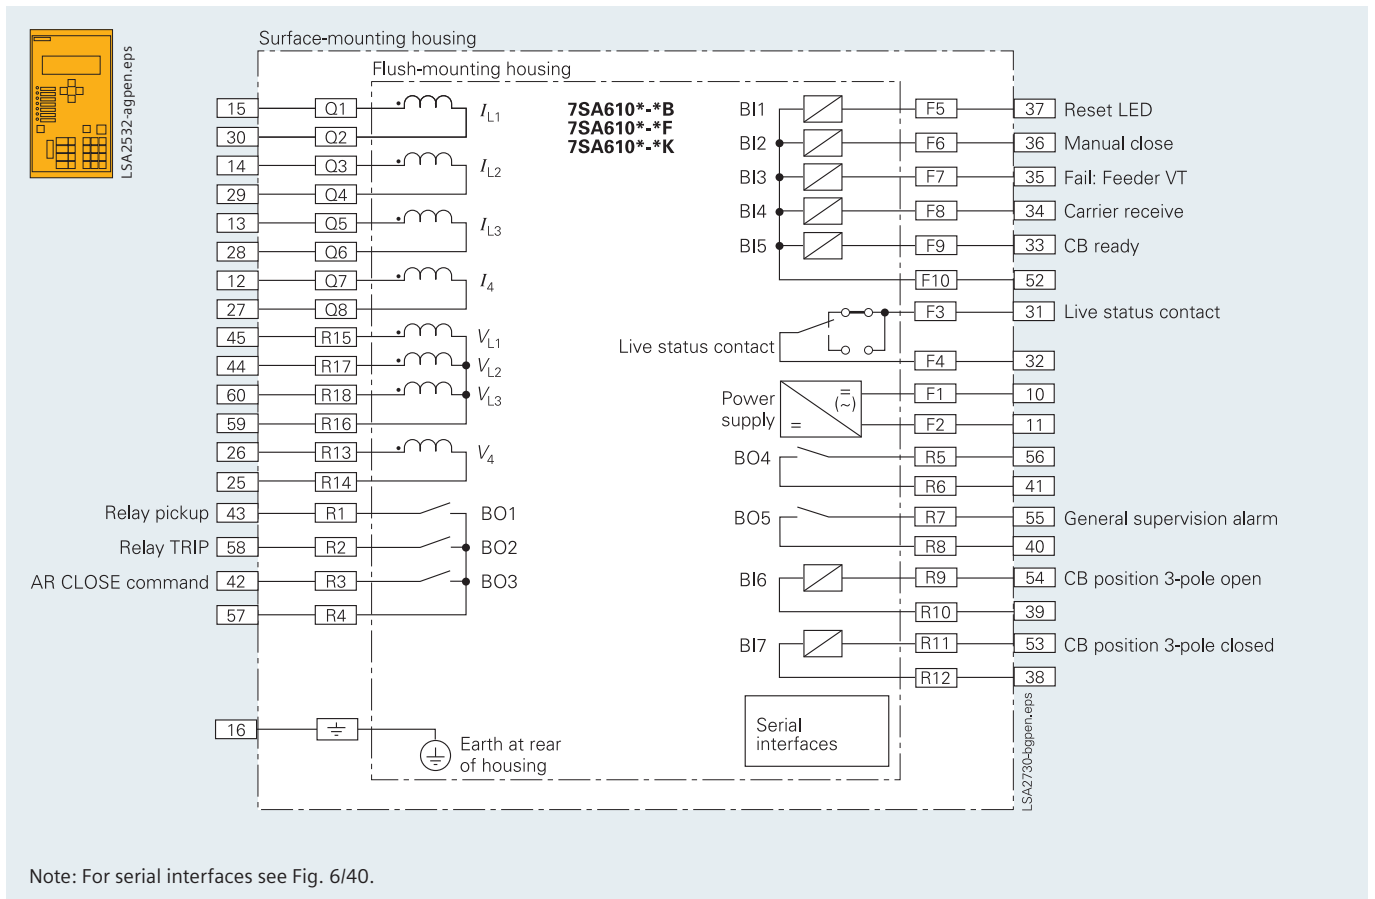 Surface-mounting housing
Flush-mounting housing
LSA2532-agpen.eps
7SA610*-*B
7SA610*-*F
7SA610*-*K
15 Q1 IL1
30 Q2
14 Q3 IL2
29 Q4
13 Q5 IL3
28 Q6
12 Q7 I4
27 Q8
45 R15 VL1
44 R17 VL2
60 R18 VL3
59 R16
26 R13 V4
25 R14
Relay pickup 43 R1 BO1
Relay TRIP 58 R2 BO2
AR CLOSE command 42 R3 BO3
57 R4
16
Earth at rear
of housing
BI1 F5 37 Reset LED
BI2 F6 36 Manual close
BI3 F7 35 Fail: Feeder VT
BI4 F8 34 Carrier receive
BI5 F9 33 CB ready
F10 52
F3 31 Live status contact
Live status contact
F4 32
Power
supply
=
(~)
=
F1 10
F2 11
BO4 R5 56
R6 41
BO5 R7 55 General supervision alarm
R8 40
BI6 R9 54 CB position 3-pole open
R10 39
BI7 R11 53 CB position 3-pole closed
R12 38
Serial
interfaces
LSA2730-bgpen.eps
Note: For serial interfaces see Fig. 6/40.